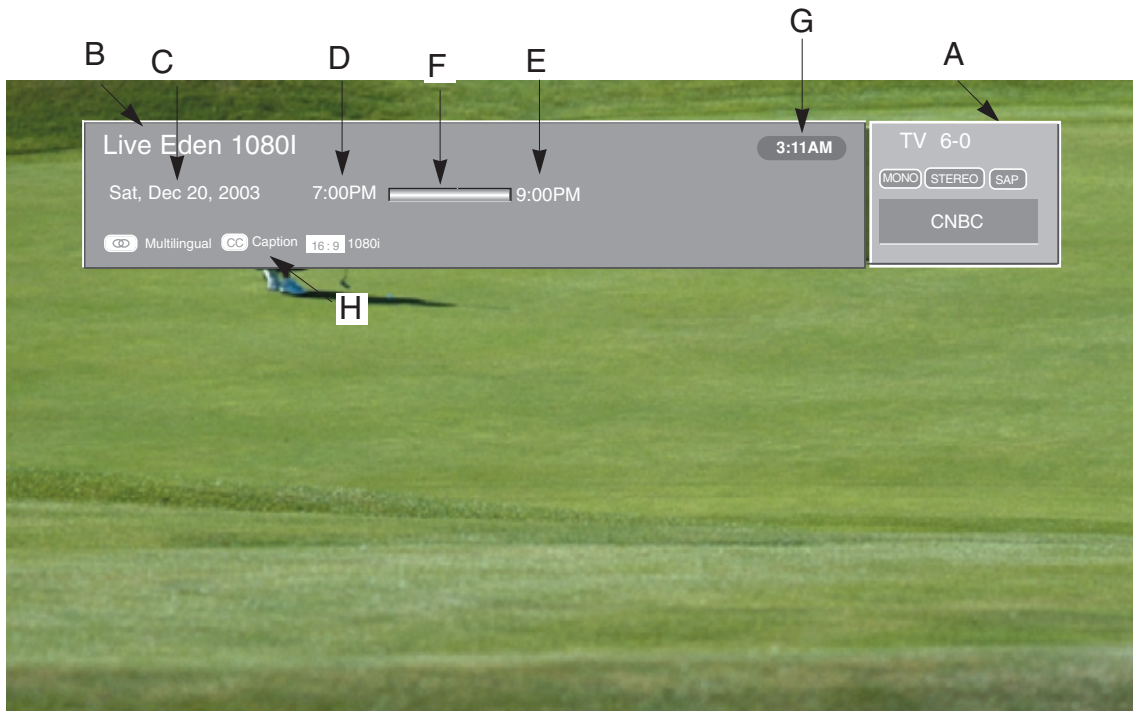 G
B C D F E A
Live Eden 1080I
3:11AM
TV 6-0
Sat, Dec 20, 2003 7:00PM 9:00PM
MONO STEREO SAP
CNBC
Multilingual CC Caption 16:9 1080i
H